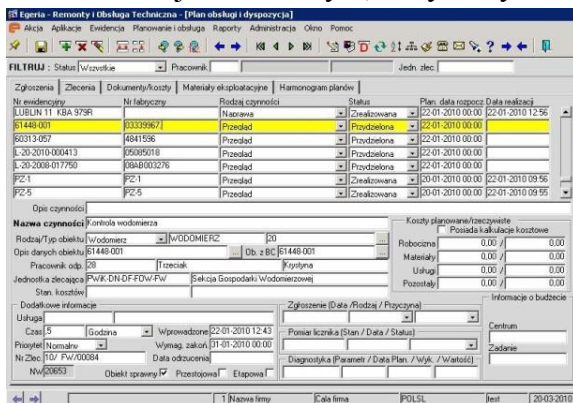 Egeria - Remonty i Obsługa Techniczna - [Plan obsługi i dyspozycja]
Akcja Aplikacje Ewidencja Planowanie i obsługa Raporty Administracja Okno Pomoc
FILTRUJ : Status Wszystkie Pracownik Jedn. zlec.
Zgłoszenia Zlecenia Dokumenty/koszty Materiały eksploatacyjne Harmonogram planów
Nr ewidencyjny Nr fabryczny Rodzaj czynności Status Plan. data rozpocz. Data realizacji
LUBLIN 11 KBA 979R Naprawa Zrealizowana 22-01-2010 00:00 22-01-2010 12:56
61448-001 03339967 Przegląd Przydzielona 22-01-2010 00:00
60313-057 4841596 Przegląd Przydzielona 22-01-2010 00:00
L-20-2010-000413 05085018 Przegląd Przydzielona 22-01-2010 00:00
L-20-2008-017750 08AB003276 Przegląd Przydzielona 22-01-2010 00:00
PZ-1 PZ-1 Przegląd Zrealizowana 20-01-2010 00:00 22-01-2010 09:56
PZ-5 PZ-5 Przegląd Zrealizowana 20-01-2010 00:00 22-01-2010 09:55
Opis czynności
Nazwa czynności Kontrola wodomierza
Koszty planowane/rzeczywiste
Posiada kalkulacje kosztowe
Rodzaj/Typ obiektu Wodomierz WODOMIERZ 20
Robocizna 0,00 / 0,00
Opis danych obiektu 61448-001 Ob. z BC 61448-001
Materiały 0,00 / 0,00
Pracownik odp. 28 Trzeciak Krystyna
Usługi 0,00 / 0,00
Jednostka zlecająca PWiK-DN-DF-FOW-FW Sekcja Gospodarki Wodomierzowej
Pozostały 0,00 / 0,00
Stan. kosztów
Dodatkowe informacje
Zgłoszenie (Data /Rodzaj / Przyczyna)
Informacje o budżecie
Usługa
Czas ,5 Godzina Wprowadzone 22-01-2010 12:43
Pomiar licznika (Stan / Data / Status)
Centrum
Priorytet Normalny Wymag. zakoń. 31-01-2010 00:00
Zadanie
Nr Zlec. 10/ FW/00084 Data odrzucenia
Diagnostyka (Parametr / Data Plan. / Wyk. / Wartość)
NW 20653 Obiekt sprawny Przestojowa Etapowa
1 Nazwa firmy Cała firma POLSL test 20-03-2010